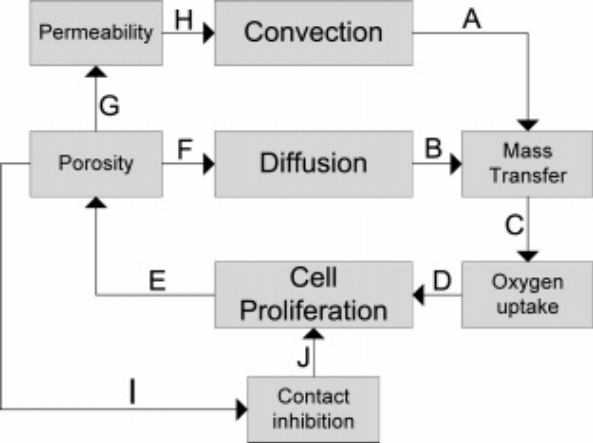 Permeability
H
Convection
A
G
Porosity
F
Diffusion
B
Mass
Transfer
C
E
Cell
Proliferation
D
Oxygen
uptake
J
I
Contact
inhibition